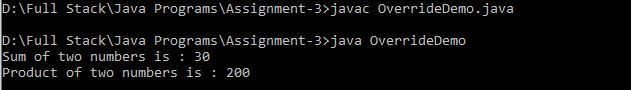 D:\Full Stack\Java Programs\Assignment-3>javac OverrideDemo.java
D:\Full Stack\Java Programs\Assignment-3>java OverrideDemo
Sum of two numbers is : 30
Product of two numbers is : 200